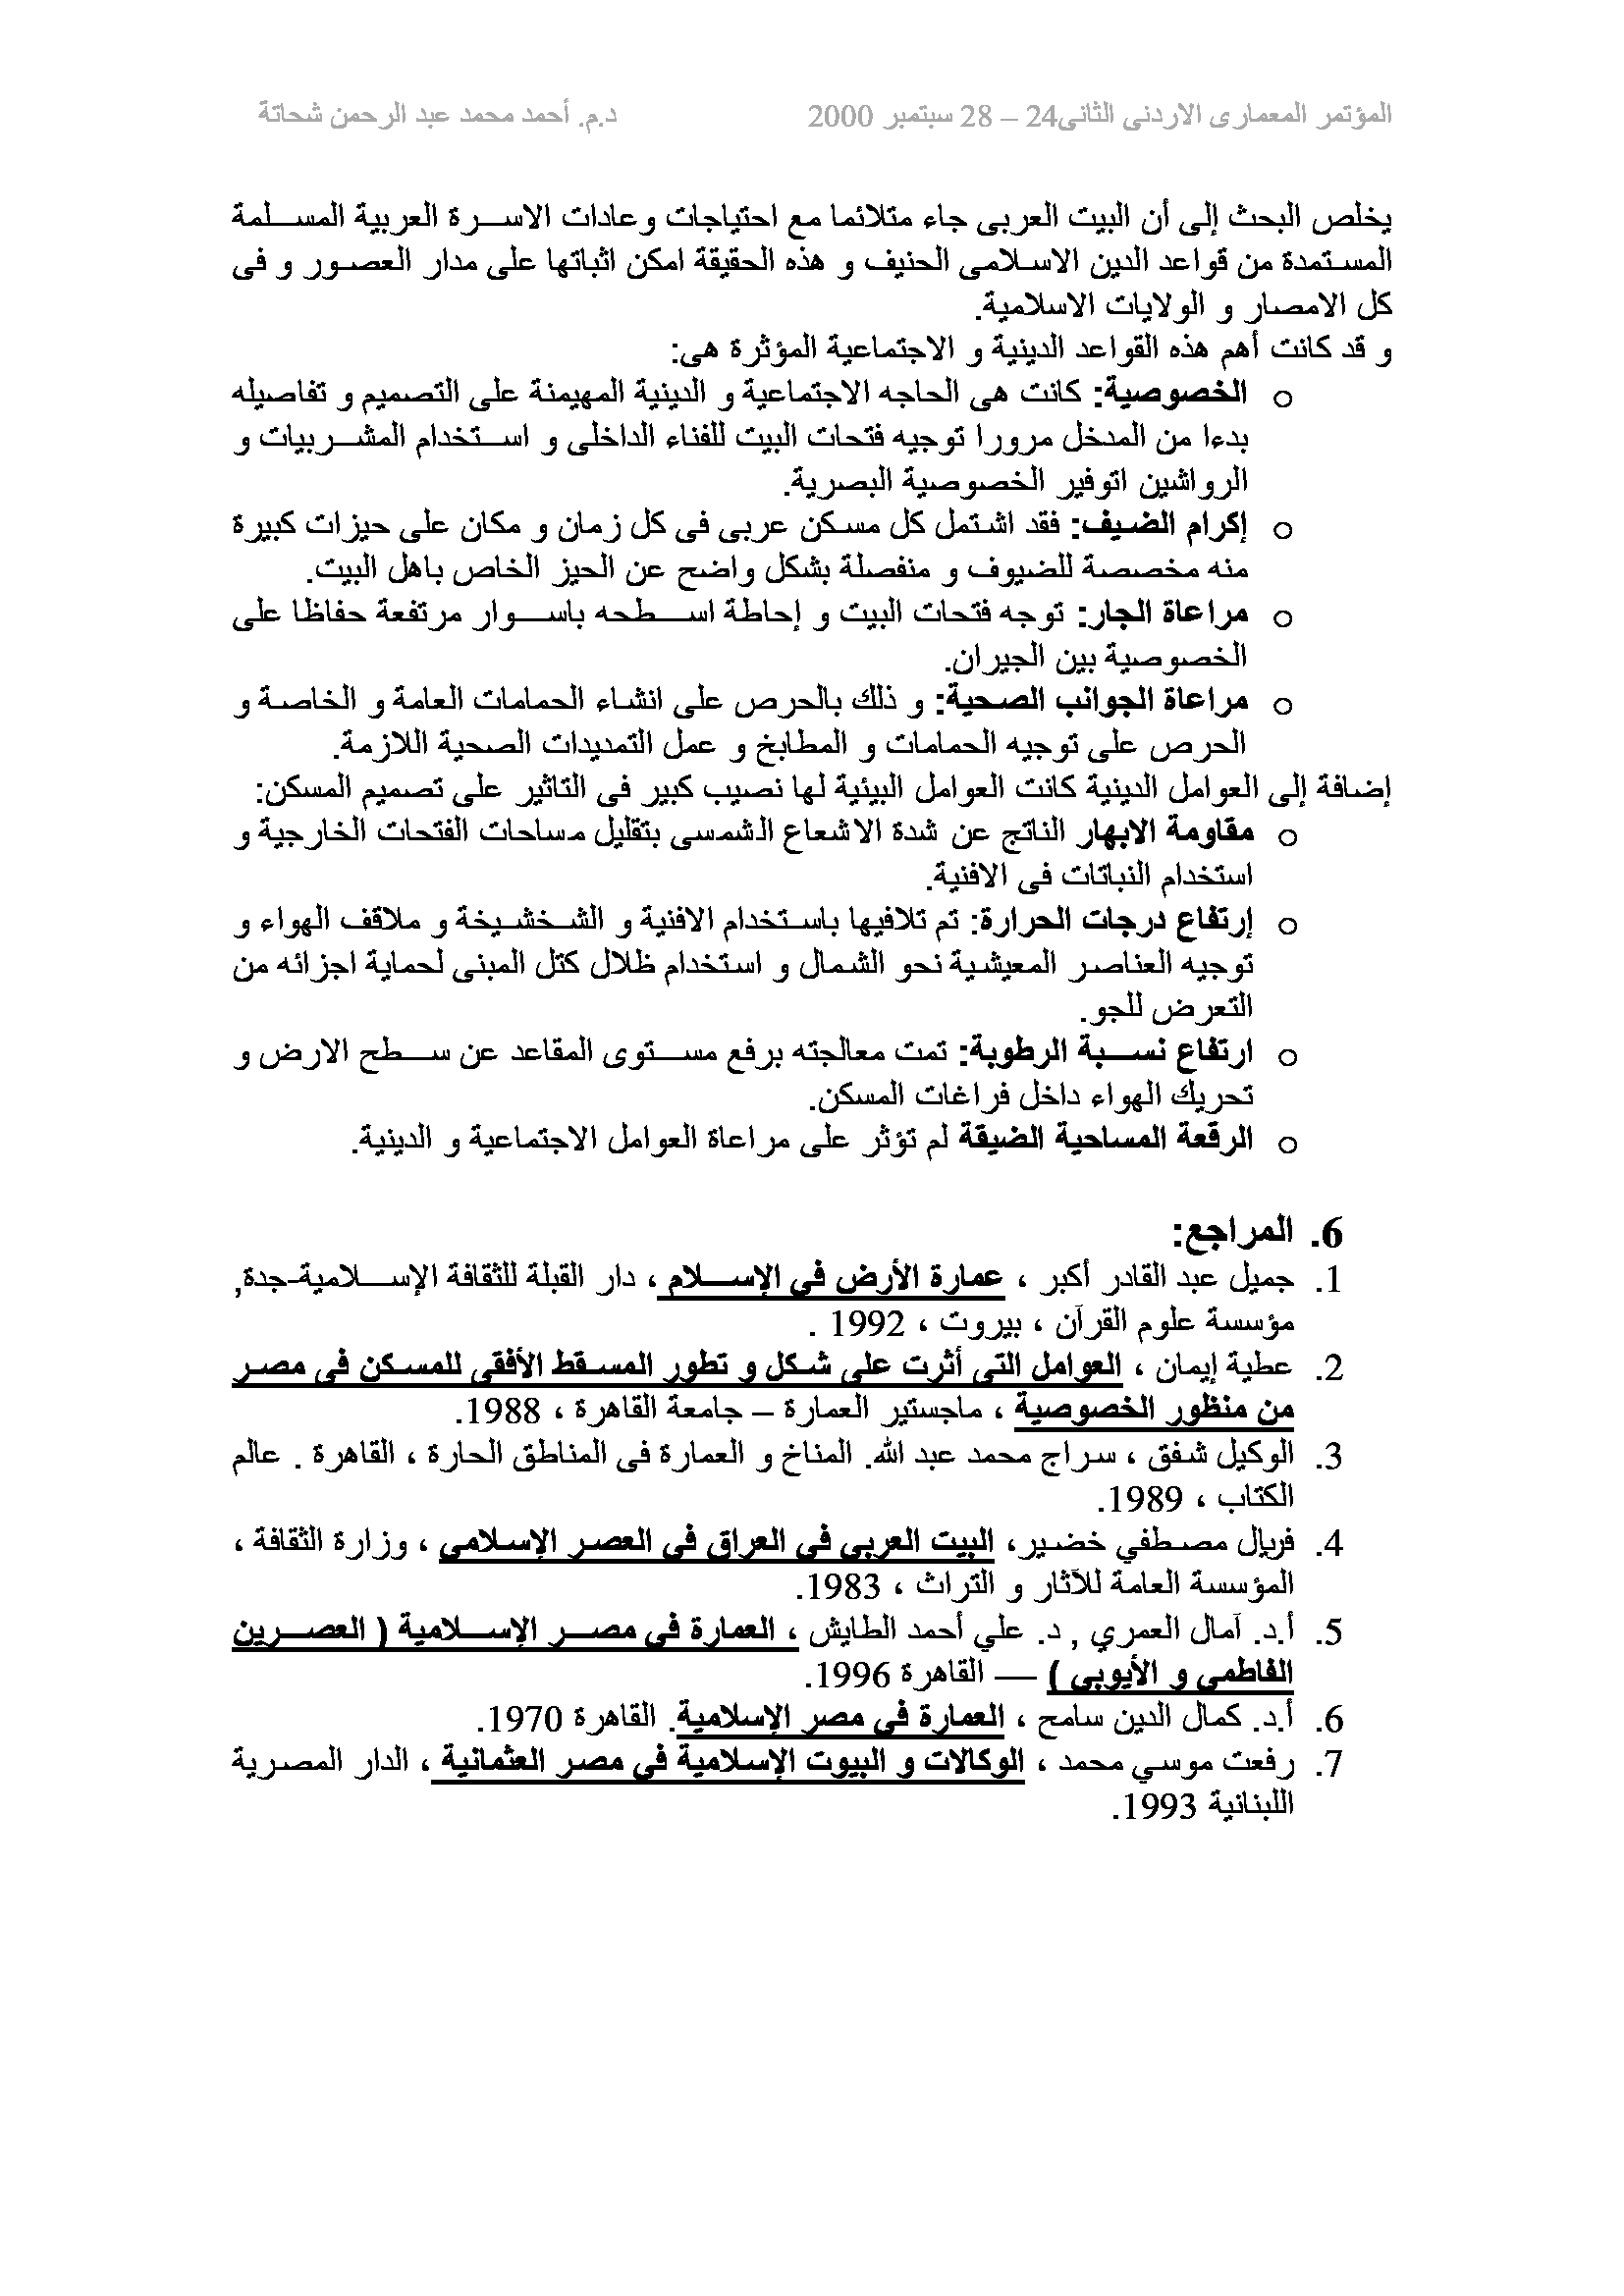 المؤتمر المعمارى الاردنى الثانى24 – 28 سبتمبر 2000 د.م. أحمد محمد عبد الرحمن شحاتة
يخلص البحث إلى أن البيت العربى جاء متلائما مع احتياجات وعادات الاسرة العربية المسلمة
المستمدة من قواعد الدين الاسلامى الحنيف و هذه الحقيقة امكن اثباتها على مدار العصور و فى
كل الامصار و الولايات الاسلامية.
و قد كانت أهم هذه القواعد الدينية و الاجتماعية المؤثرة هى:
o الخصوصية: كانت هى الحاجه الاجتماعية و الدينية المهيمنة على التصميم و تفاصيله
بدءا من المدخل مرورا توجيه فتحات البيت للفناء الداخلى و استخدام المشربيات و
الرواشين اتوفير الخصوصية البصرية.
o إكرام الضيف: فقد اشتمل كل مسكن عربى فى كل زمان و مكان على حيزات كبيرة
منه مخصصة للضيوف و منفصلة بشكل واضح عن الحيز الخاص باهل البيت.
o مراعاة الجار: توجه فتحات البيت و إحاطة اسطحه باسوار مرتفعة حفاظا على
الخصوصية بين الجيران.
o مراعاة الجوانب الصحية: و ذلك بالحرص على انشاء الحمامات العامة و الخاصة و
الحرص على توجيه الحمامات و المطابخ و عمل التمديدات الصحية اللازمة.
إضافة إلى العوامل الدينية كانت العوامل البيئية لها نصيب كبير فى التاثير على تصميم المسكن:
o مقاومة الابهار الناتج عن شدة الاشعاع الشمسى بتقليل مساحات الفتحات الخارجية و
استخدام النباتات فى الافنية.
o إرتفاع درجات الحرارة: تم تلافيها باستخدام الافنية و الشخشيخة و ملاقف الهواء و
توجيه العناصر المعيشية نحو الشمال و استخدام ظلال كتل المبنى لحماية اجزائه من
التعرض للجو.
o ارتفاع نسبة الرطوبة: تمت معالجته برفع مستوى المقاعد عن سطح الارض و
تحريك الهواء داخل فراغات المسكن.
o الرقعة المساحية الضيقة لم تؤثر على مراعاة العوامل الاجتماعية و الدينية.
6. المراجع:
1. جميل عبد القادر أكبر ، عمارة الأرض في الإسلام ، دار القبلة للثقافة الإسلامية-جدة,
مؤسسة علوم القرآن ، بيروت ، 1992 .
2. عطية إيمان ، العوامل التى أثرت على شكل و تطور المسقط الأفقى للمسكن فى مصر
من منظور الخصوصية ، ماجستير العمارة – جامعة القاهرة ، 1988.
3. الوكيل شفق ، سراج محمد عبد الله. المناخ و العمارة فى المناطق الحارة ، القاهرة . عالم
الكتاب ، 1989.
4. فريال مصطفي خضير، البيت العربي في العراق في العصر الإسلامي ، وزارة الثقافة ،
المؤسسة العامة للآثار و التراث ، 1983.
5. أ.د. آمال العمري , د. علي أحمد الطايش ، العمارة في مصر الإسلامية ( العصرين
الفاطمي و الأيوبي ) — القاهرة 1996.
6. أ.د. كمال الدين سامح ، العمارة في مصر الإسلامية. القاهرة 1970.
7. رفعت موسي محمد ، الوكالات و البيوت الإسلامية في مصر العثمانية ، الدار المصرية
اللبنانية 1993.